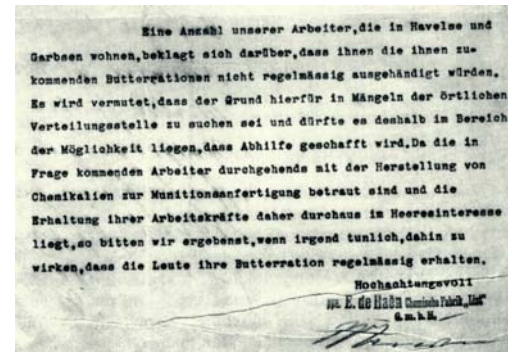 Eine Anzahl unserer Arbeiter,die in Havelse und
Garbsen wohnen,beklagt sich darüber,dass ihnen die ihnen zu-
kommenden Butterrationen nicht regelmässig ausgehändigt würden.
Es wird vermutet,dass der Grund hierfür in Mängeln der örtlichen
Verteilungsstelle zu suchen sei und dürfte es deshalb im Bereich
der Möglichkeit liegen,dass Abhilfe geschafft wird.Da die in
Frage kommenden Arbeiter durchgehends mit der Herstellung von
Chemikalien zur Munitionsanfertigung betraut sind und die
Erhaltung ihrer Arbeitskräfte daher durchaus im Heeresinteresse
liegt,so bitten wir ergebenst,wenn irgend tunlich,dahin zu
wirken,dass die Leute ihre Butterration regelmässig erhalten.
Hochachtungsvoll
ppa. E. de Haën Chemische Fabrik „List"
G.m.b.H.